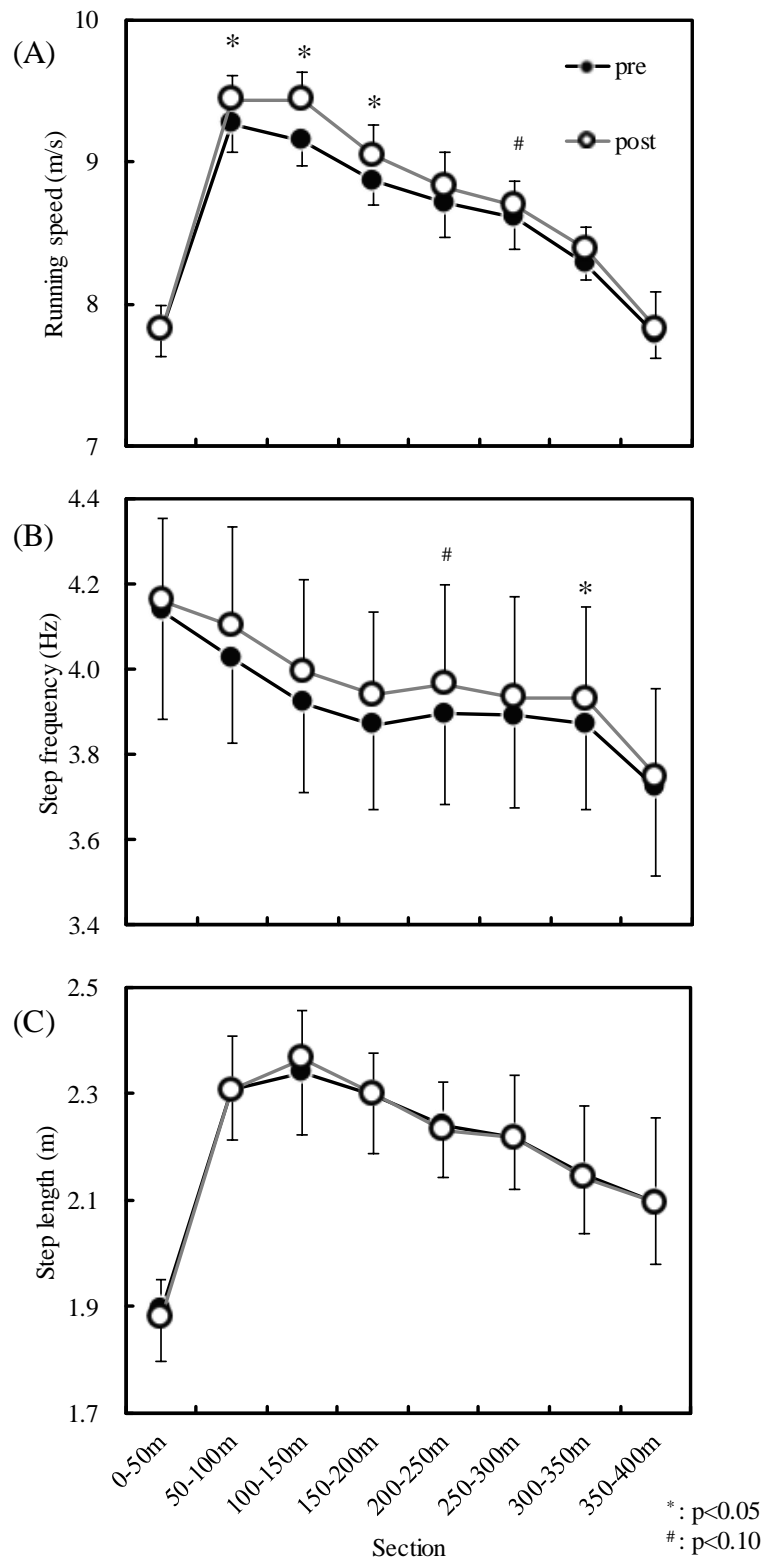 (A)
10
9
8
7
Running speed (m/s)
* * * #
pre
post
(B)
4.4
4.2
4.0
3.8
3.6
3.4
Step frequency (Hz)
# *
(C)
2.5
2.3
2.1
1.9
1.7
Step length (m)
0-50m
50-100m
100-150m
150-200m
200-250m
250-300m
300-350m
350-400m
Section
*: p<0.05
#: p<0.10